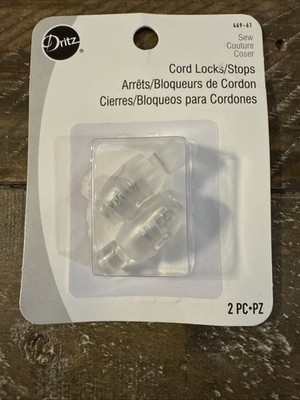 Dritz
449-61
Sew
Couture
Coser
Cord Locks/Stops
Arrêts/Bloqueurs de Cordon
Cierres/Bloqueos para Cordones
2 PC•PZ